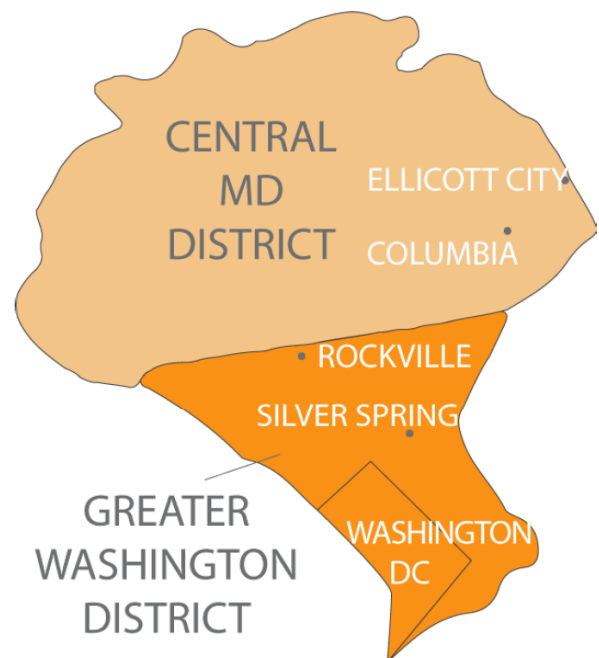 CENTRAL
MD
DISTRICT
ELLICOTT CITY
COLUMBIA
ROCKVILLE
SILVER SPRING
GREATER
WASHINGTON
DISTRICT
WASHINGTON
DC